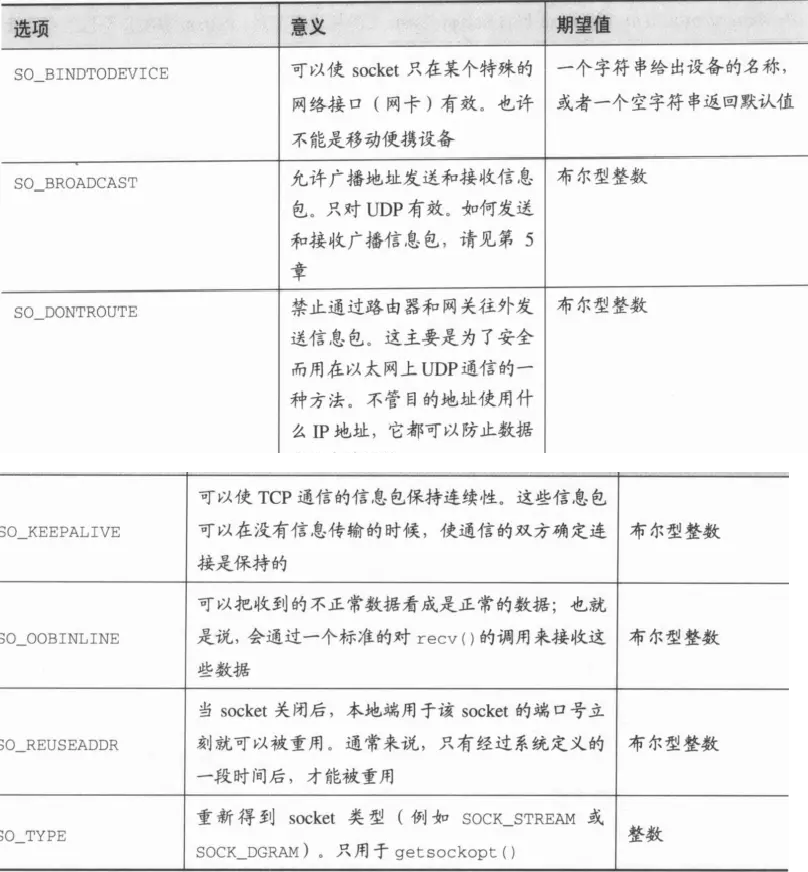 选项 意义 期望值
SO_BINDTODEVICE 可以使 socket 只在某个特殊的 一个字符串给出设备的名称，
网络接口（网卡）有效。也许 或者一个空字符串返回默认值
不能是移动便携设备
SO_BROADCAST 允许广播地址发送和接收信息 布尔型整数
包。只对 UDP 有效。如何发送
和接收广播信息包，请见第 5
章
SO_DONTROUTE 禁止通过路由器和网关往外发 布尔型整数
送信息包。这主要是为了安全
而用在以太网上 UDP 通信的一
种方法。不管目的地址使用什
么 IP 地址，它都可以防止数据
可以使 TCP 通信的信息包保持连续性。这些信息包
SO_KEEPALIVE 可以在没有信息传输的时候，使通信的双方确定连 布尔型整数
接是保持的
可以把收到的不正常数据看成是正常的数据；也就
SO_OOBINLINE 是说，会通过一个标准的对 recv()的调用来接收这 布尔型整数
些数据
当 socket 关闭后，本地端用于该 socket 的端口号立
SO_REUSEADDR 刻就可以被重用。通常来说，只有经过系统定义的 布尔型整数
一段时间后，才能被重用
重新得到 socket 类型（例如 SOCK_STREAM 或
SO_TYPE SOCK_DGRAM）。只用于 getsockopt() 整数